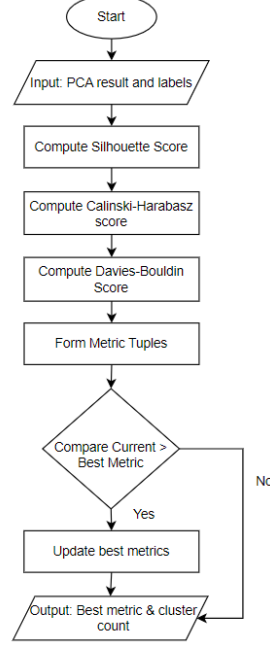 Start
Input: PCA result and labels
Compute Silhouette Score
Compute Calinski-Harabasz
score
Compute Davies-Bouldin
Score
Form Metric Tuples
Compare Current >
Best Metric
No
Yes
Update best metrics
Output: Best metric & cluster
count